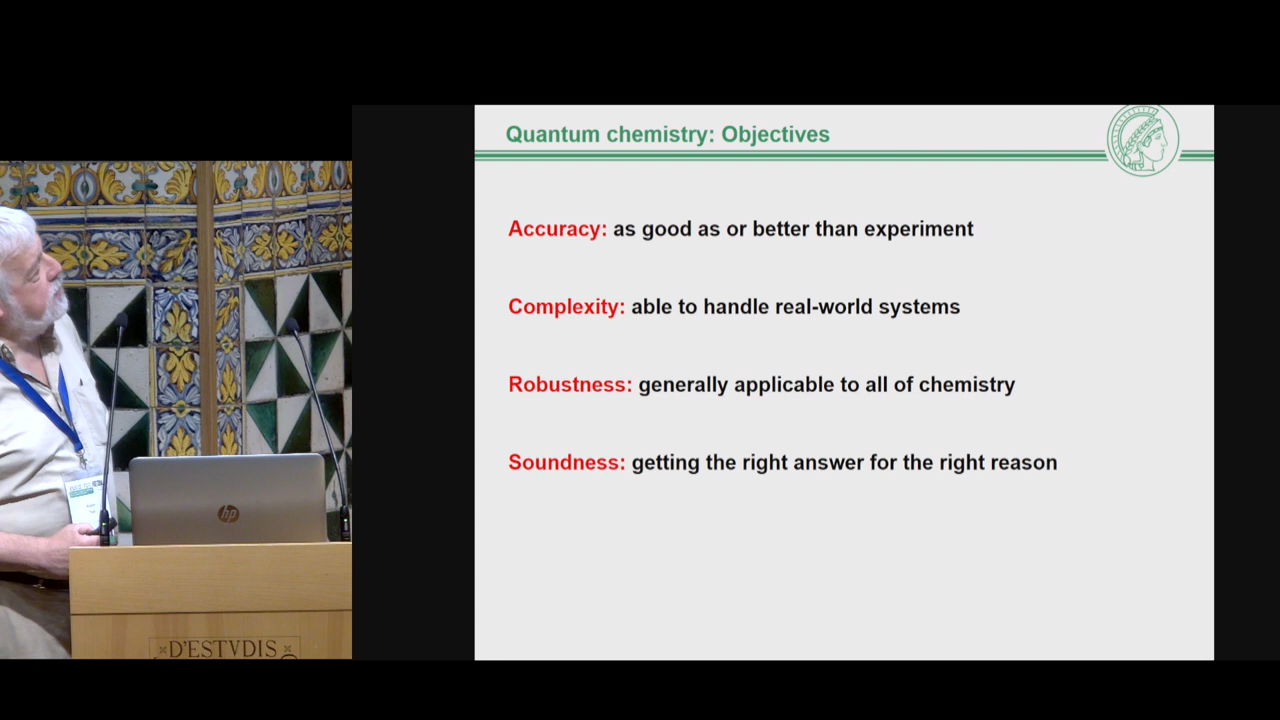 Quantum chemistry: Objectives
Accuracy: as good as or better than experiment
Complexity: able to handle real-world systems
Robustness: generally applicable to all of chemistry
Soundness: getting the right answer for the right reason
hp
D'ESTVDIS